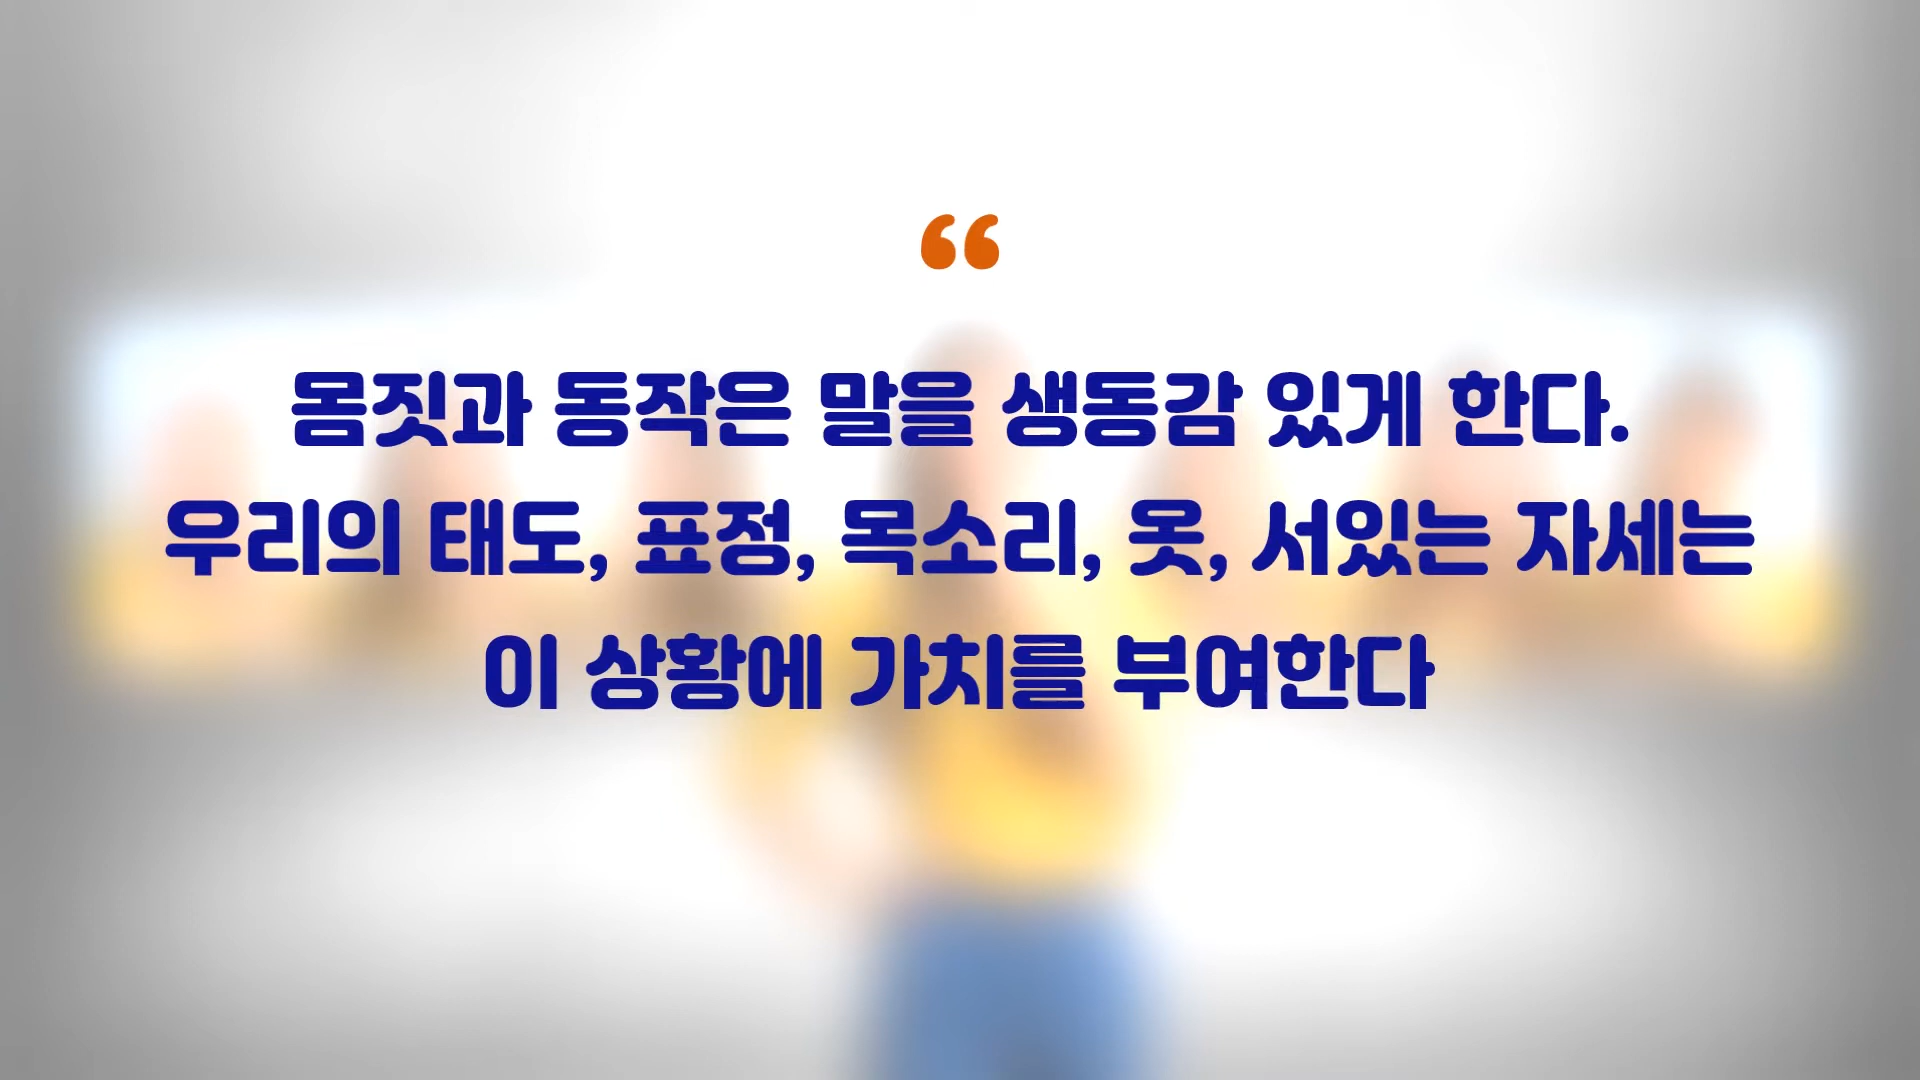 “
몸짓과 동작은 말을 생동감 있게 한다.
우리의 태도, 표정, 목소리, 옷, 서있는 자세는
이 상황에 가치를 부여한다